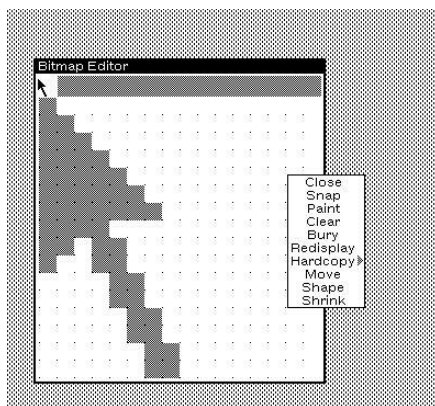 Bitmap Editor
Close
Snap
Paint
Clear
Bury
Redisplay
Hardcopy
Move
Shape
Shrink